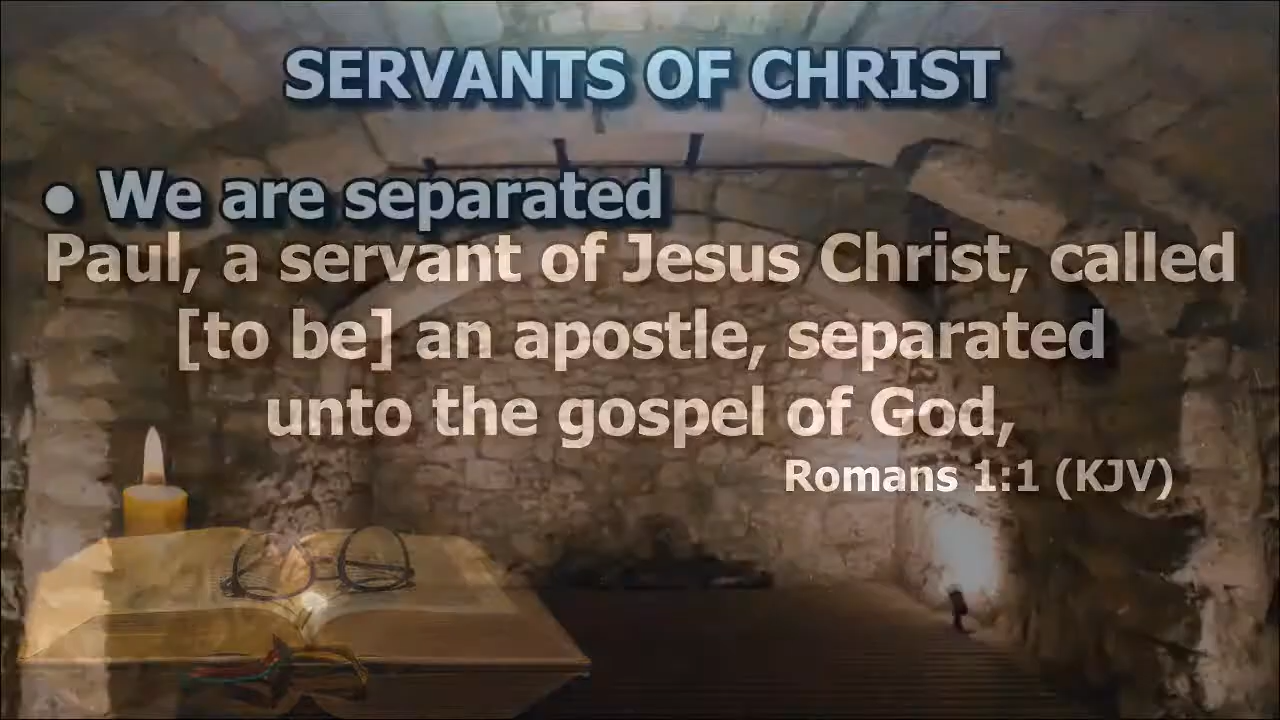 SERVANTS OF CHRIST
● We are separated
Paul, a servant of Jesus Christ, called
[to be] an apostle, separated
unto the gospel of God,
Romans 1:1 (KJV)